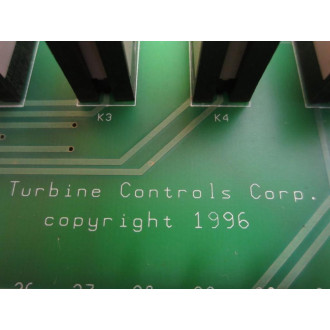 K3 K4
Turbine Controls Corp.
copyright 1996